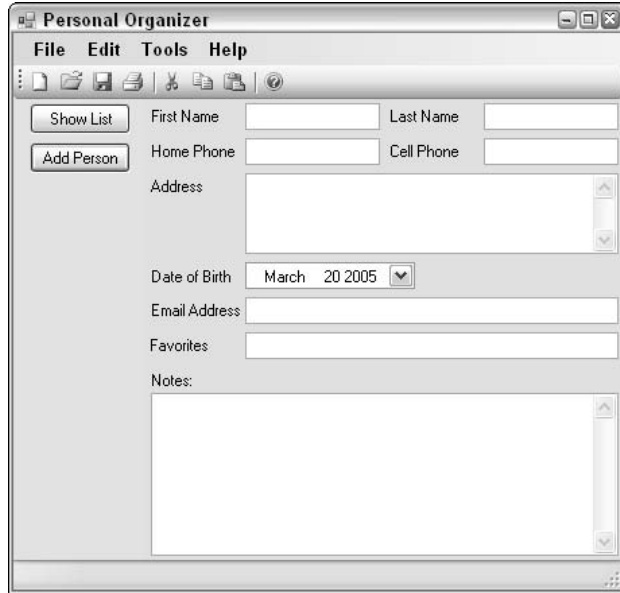 Personal Organizer
File Edit Tools Help
Show List
Add Person
First Name
Last Name
Home Phone
Cell Phone
Address
Date of Birth
March 20 2005
Email Address
Favorites
Notes: